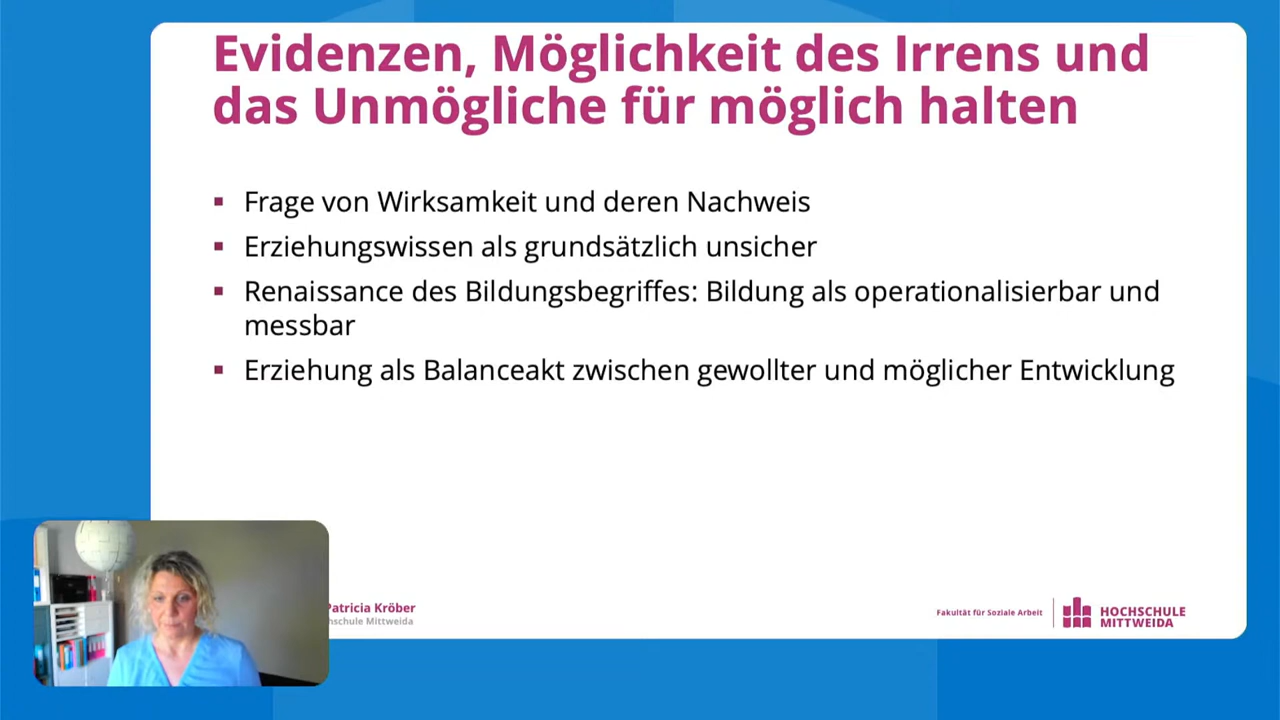 Evidenzen, Möglichkeit des Irrens und
das Unmögliche für möglich halten
▪ Frage von Wirksamkeit und deren Nachweis
▪ Erziehungswissen als grundsätzlich unsicher
▪ Renaissance des Bildungsbegriffes: Bildung als operationalisierbar und
messbar
▪ Erziehung als Balanceakt zwischen gewollter und möglicher Entwicklung
Patricia Kröber
hschule Mittweida
Fakultät für Soziale Arbeit
HOCHSCHULE
MITTWEIDA